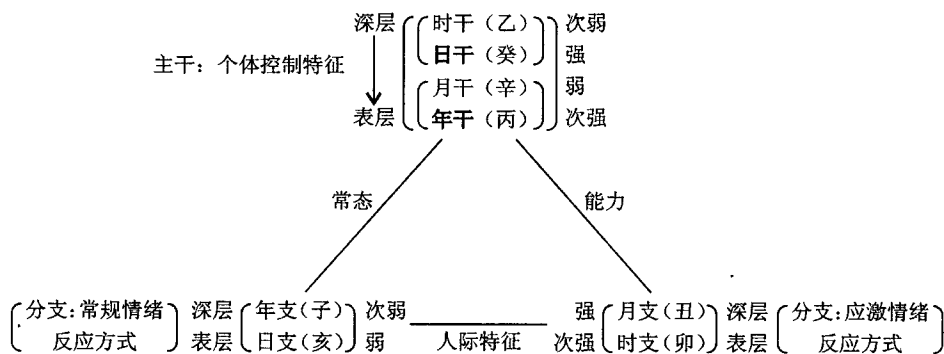 深层 时干（乙） 次弱
主干：个体控制特征 日干（癸） 强
月干（辛） 弱
表层 年干（丙） 次强
常态 能力
分支：常规情绪 深层 年支（子） 次弱 强 月支（丑） 深层 分支：应激情绪
反应方式 表层 日支（亥） 弱 人际特征 次强 时支（卯） 表层 反应方式